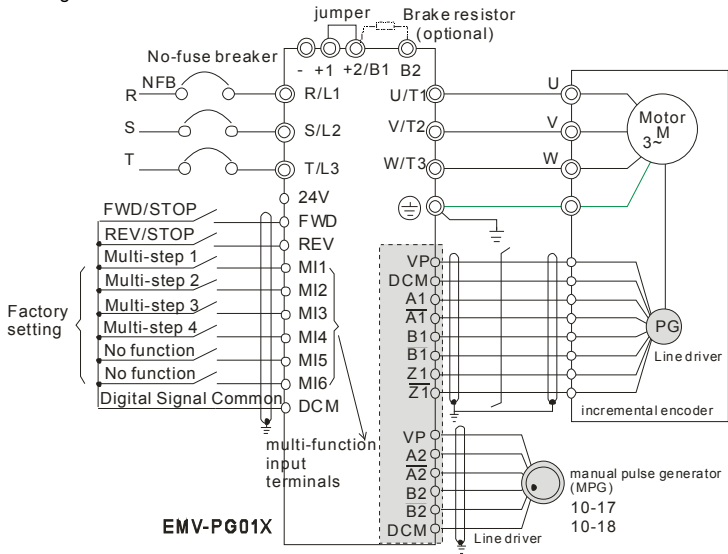 jumper
Brake resistor
(optional)
No-fuse breaker
- +1 +2/B1 B2
R NFB R/L1
S S/L2
T T/L3
U/T1 U
V/T2 V
W/T3 W
Motor
M
3~
24V
FWD/STOP FWD
REV/STOP REV
Multi-step 1 MI1
Multi-step 2 MI2
Multi-step 3 MI3
Multi-step 4 MI4
No function MI5
No function MI6
Digital Signal Common DCM
Factory
setting
multi-function
input
terminals
VP
DCM
A1
A1
B1
B1
Z1
Z1
PG
Line driver
incremental encoder
VP
A2
A2
B2
B2
DCM
Line driver
manual pulse generator
(MPG)
10-17
10-18
EMV-PG01X